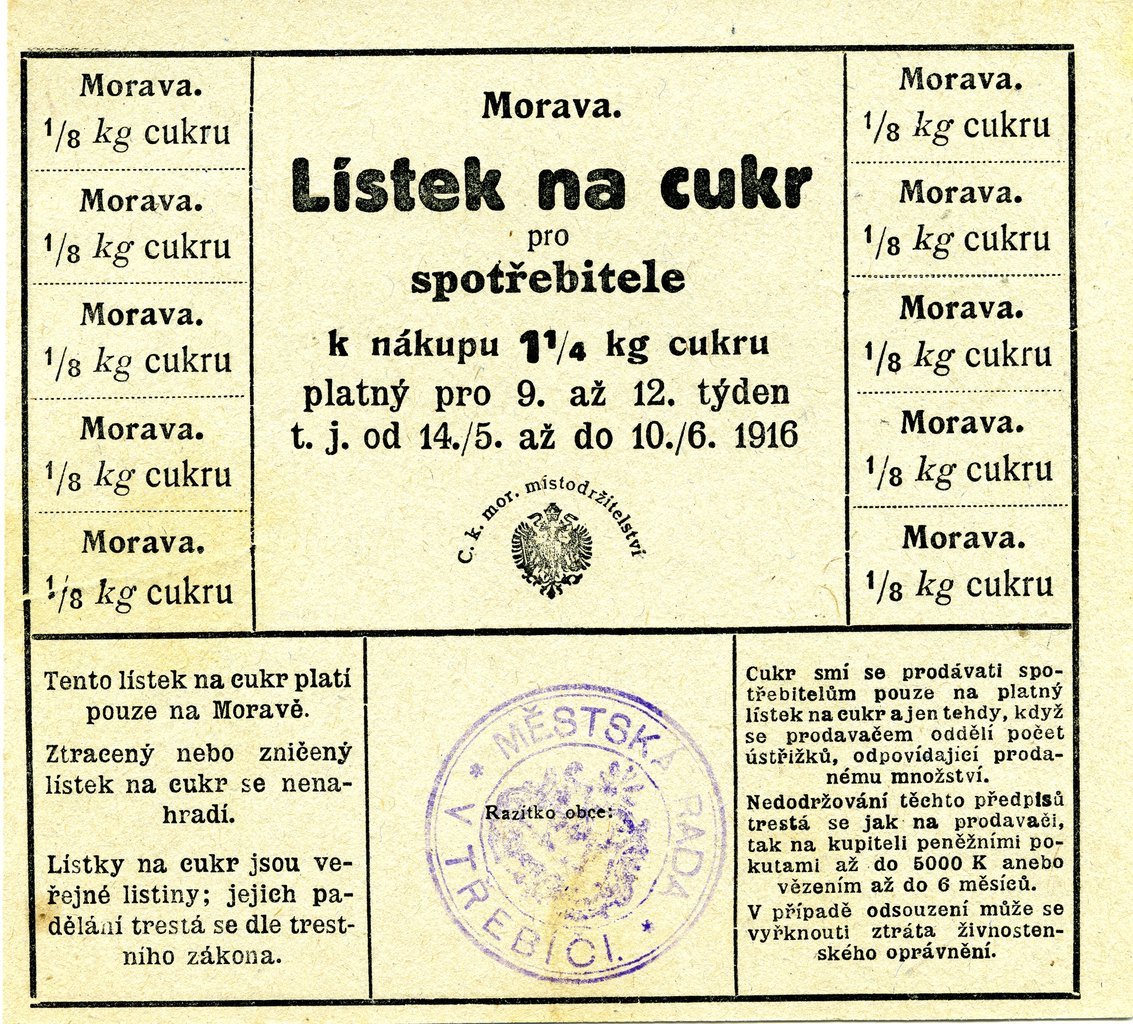 Morava.
1/8 kg cukru
Morava.
1/8 kg cukru
Morava.
1/8 kg cukru
Morava.
1/8 kg cukru
Morava.
1/8 kg cukru
Morava.
Lístek na cukr
pro
spotřebitele
k nákupu 1 1/4 kg cukru
platný pro 9. až 12. týden
t. j. od 14./5. až do 10./6. 1916
C. k. mor. místodržitelství
Morava.
1/8 kg cukru
Morava.
1/8 kg cukru
Morava.
1/8 kg cukru
Morava.
1/8 kg cukru
Morava.
1/8 kg cukru
Tento lístek na cukr platí
pouze na Moravě.
Ztracený nebo zničený
lístek na cukr se nena-
hradí.
Lístky na cukr jsou ve-
řejné listiny; jejich pa-
dělání trestá se dle trest-
ního zákona.
* MĚSTSKÁ RADA *
V TŘEBÍČI.
Razítko obce:
Cukr smí se prodávati spo-
třebitelům pouze na platný
lístek na cukr a jen tehdy, když
se prodavačem oddělí počet
ústřižků, odpovídající proda-
nému množství.
Nedodržování těchto předpisů
trestá se jak na prodavači,
tak na kupiteli peněžními po-
kutami až do 5000 K anebo
vězením až do 6 měsíců.
V případě odsouzení může se
vyřknouti ztráta živnosten-
ského oprávnění.